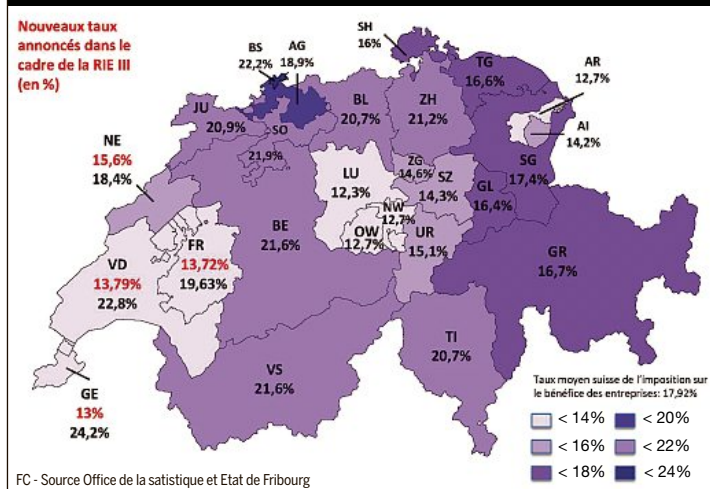 Nouveaux taux
annoncés dans le
cadre de la RIE III
(en %)
SH
16%
BS
22,2%
AG
18,9%
TG
16,6%
AR
12,7%
JU
20,9%
BL
20,7%
ZH
21,2%
AI
14,2%
SO
21,9%
NE
15,6%
18,4%
ZG
14,6%
SG
17,4%
LU
12,3%
SZ
14,3%
GL
16,4%
NW
12,7%
OW
12,7%
UR
15,1%
BE
21,6%
FR
13,72%
19,63%
VD
13,79%
22,8%
GR
16,7%
TI
20,7%
VS
21,6%
GE
13%
24,2%
Taux moyen suisse de l'imposition sur
le bénéfice des entreprises: 17,92%
< 14% < 20%
< 16% < 22%
< 18% < 24%
FC - Source Office de la satistique et Etat de Fribourg